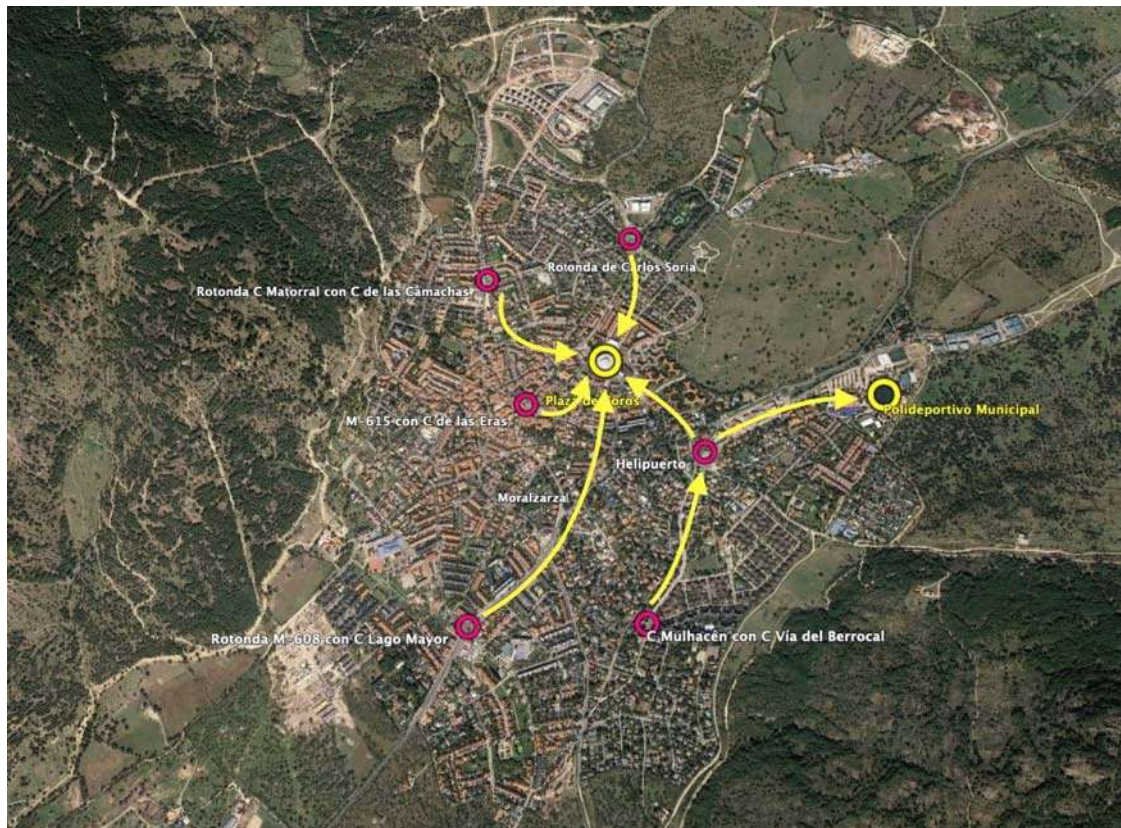 Rotonda de Carlos Soria
Rotonda C Matorral con C de las Cámachas
Plaza de Toros
M-615 con C de las Eras
Polideportivo Municipal
Helipuerto
Moralzarzal
Rotonda M-608 con C Lago Mayor
C Mulhacén con C Vía del Berrocal